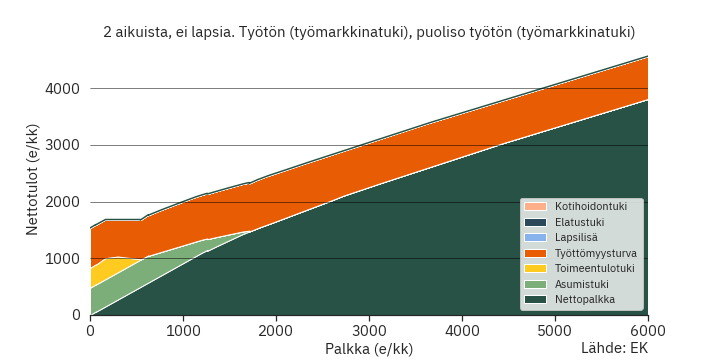 2 aikuista, ei lapsia. Työtön (työmarkkinatuki), puoliso työtön (työmarkkinatuki)
Nettotulot (e/kk)
4000
3000
2000
1000
0
Kotihoidontuki
Elatustuki
Lapsilisä
Työttömyysturva
Toimeentulotuki
Asumistuki
Nettopalkka
0 1000 2000 3000 4000 5000 6000
Palkka (e/kk)
Lähde: EK